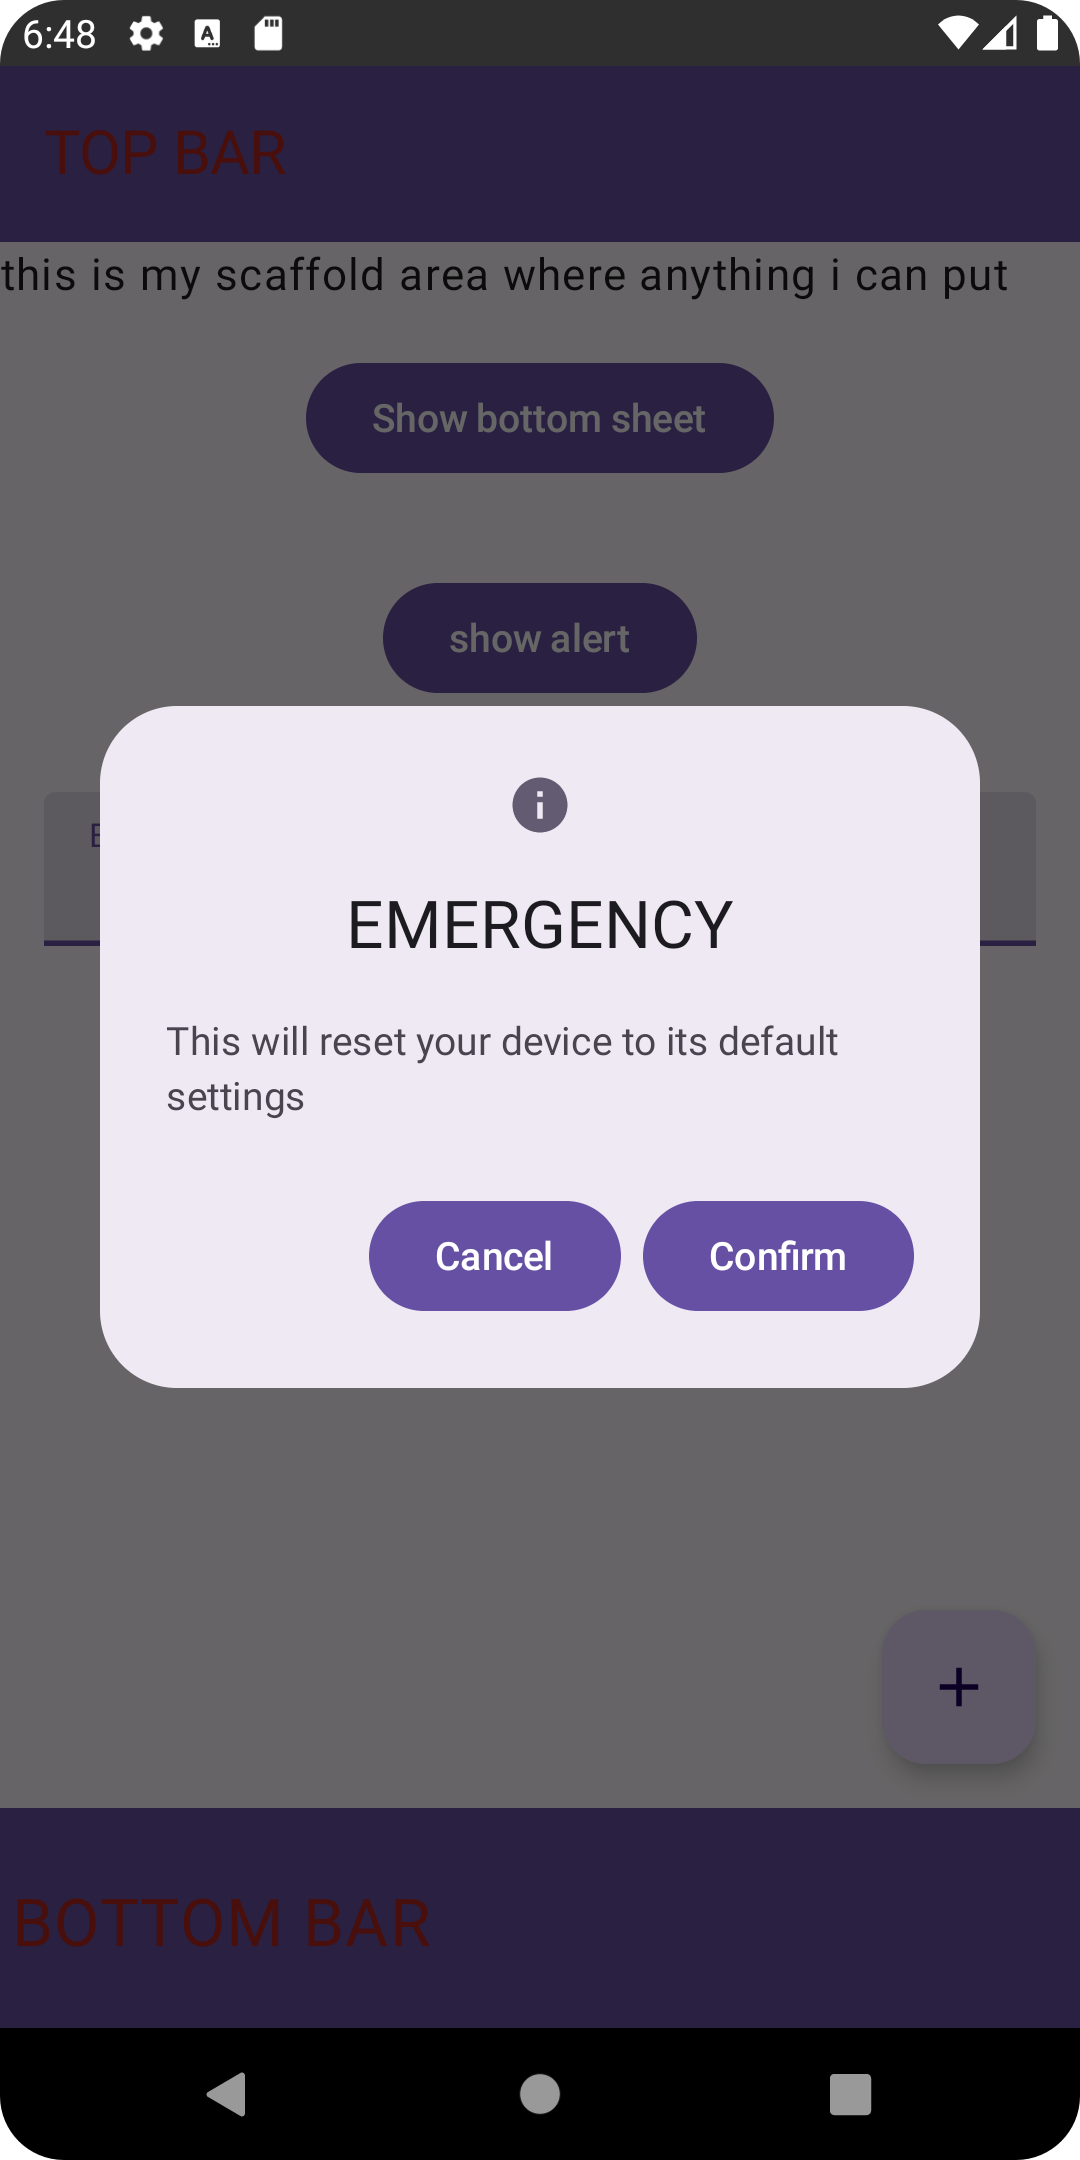 6:48
TOP BAR
this is my scaffold area where anything i can put
Show bottom sheet
show alert
EMERGENCY
This will reset your device to its default
settings
Cancel
Confirm
BOTTOM BAR